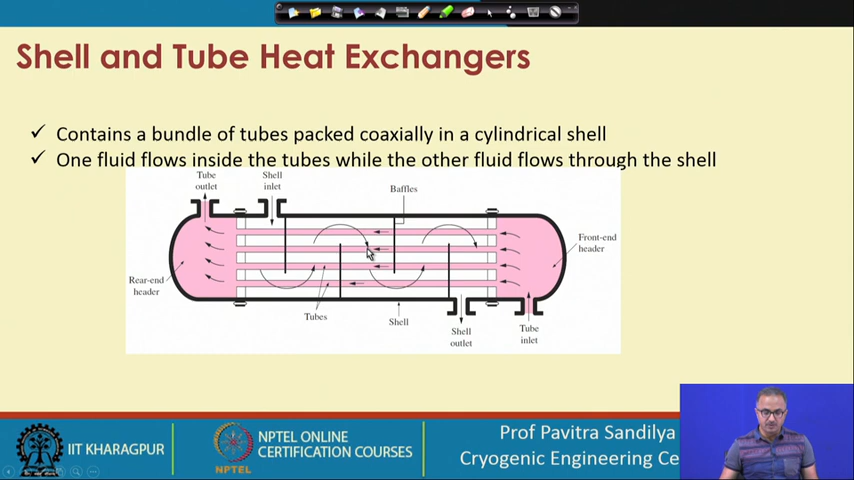 Shell and Tube Heat Exchangers
✓ Contains a bundle of tubes packed coaxially in a cylindrical shell
✓ One fluid flows inside the tubes while the other fluid flows through the shell
Tube
outlet
Shell
inlet
Baffles
Front-end
header
Rear-end
header
Tubes
Shell
Shell
outlet
Tube
inlet
IIT KHARAGPUR
NPTEL
NPTEL ONLINE
CERTIFICATION COURSES
Prof Pavitra Sandilya
Cryogenic Engineering Ce